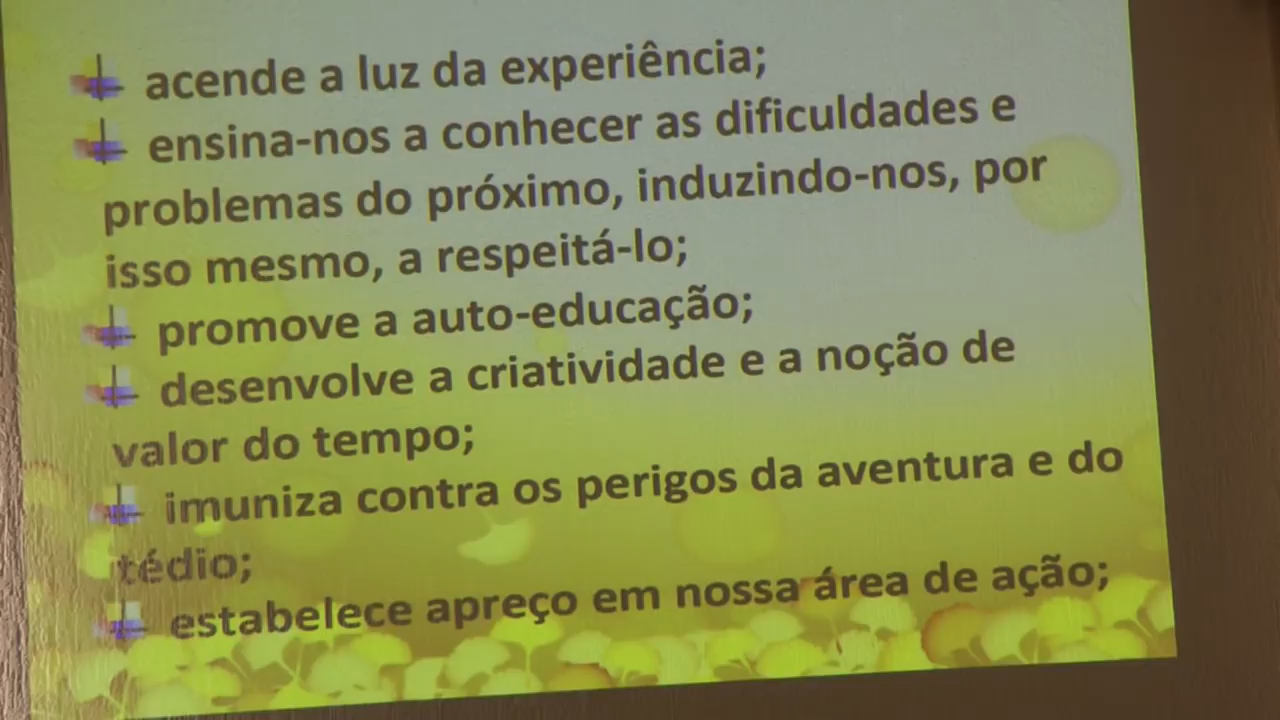 acende a luz da experiência;
ensina-nos a conhecer as dificuldades e
problemas do próximo, induzindo-nos, por
isso mesmo, a respeitá-lo;
promove a auto-educação;
desenvolve a criatividade e a noção de
valor do tempo;
imuniza contra os perigos da aventura e do
tédio;
estabelece apreço em nossa área de ação;